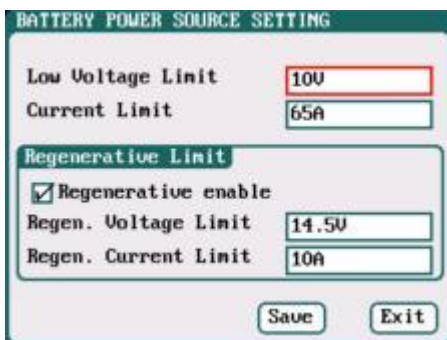 BATTERY POWER SOURCE SETTING
Low Voltage Limit 10V
Current Limit 65A
Regenerative Limit
Regenerative enable
Regen. Voltage Limit 14.5V
Regen. Current Limit 10A
Save Exit